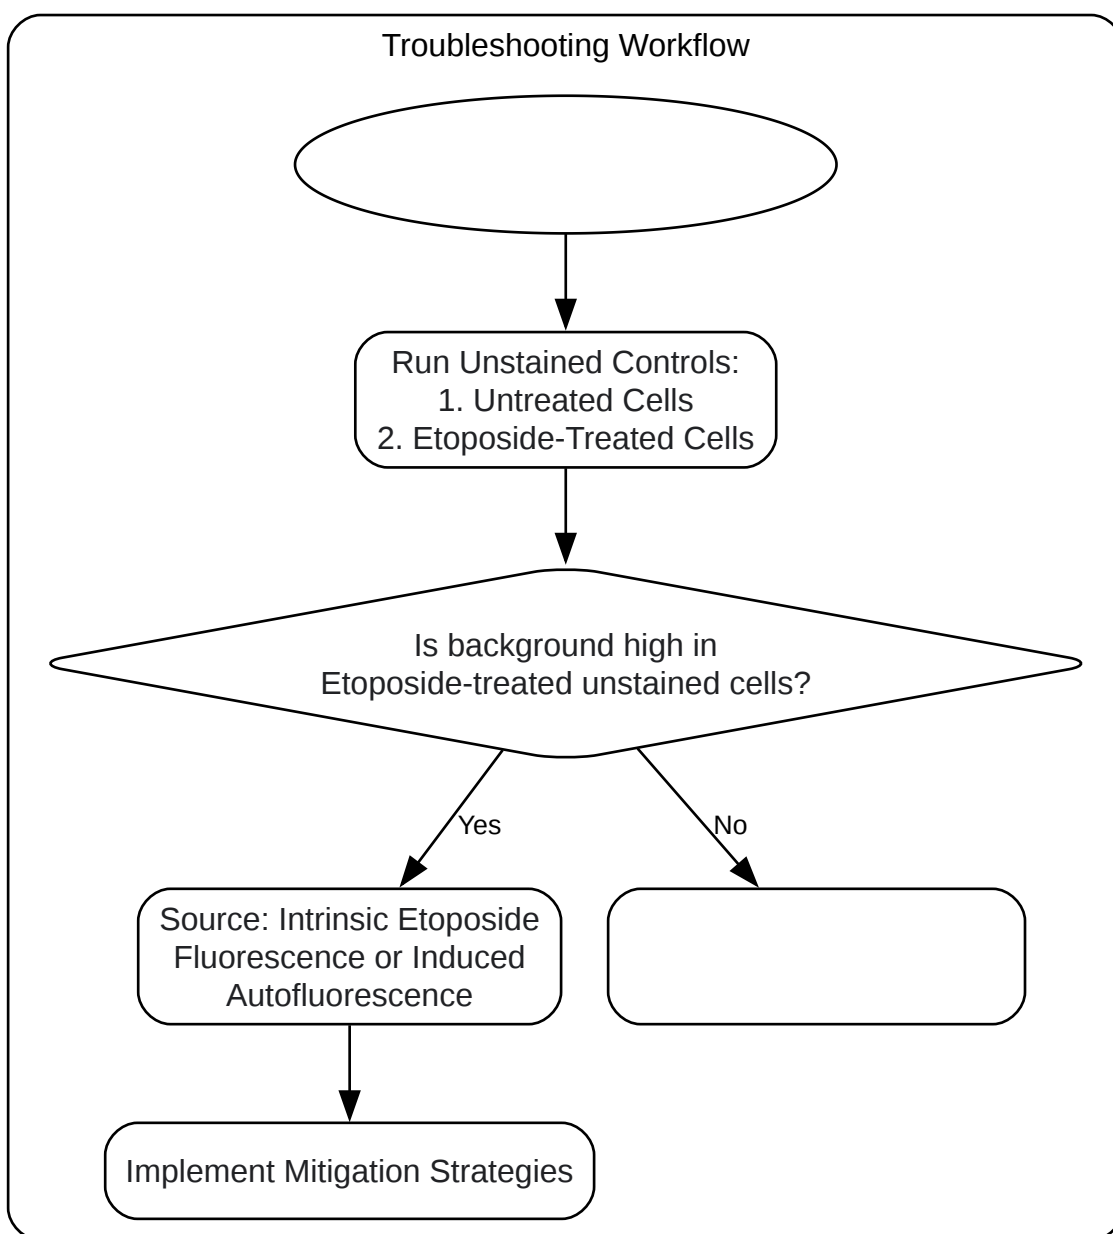 Troubleshooting Workflow
Run Unstained Controls:
1. Untreated Cells
2. Etoposide-Treated Cells
Is background high in
Etoposide-treated unstained cells?
Yes
No
Source: Intrinsic Etoposide
Fluorescence or Induced
Autofluorescence
Implement Mitigation Strategies